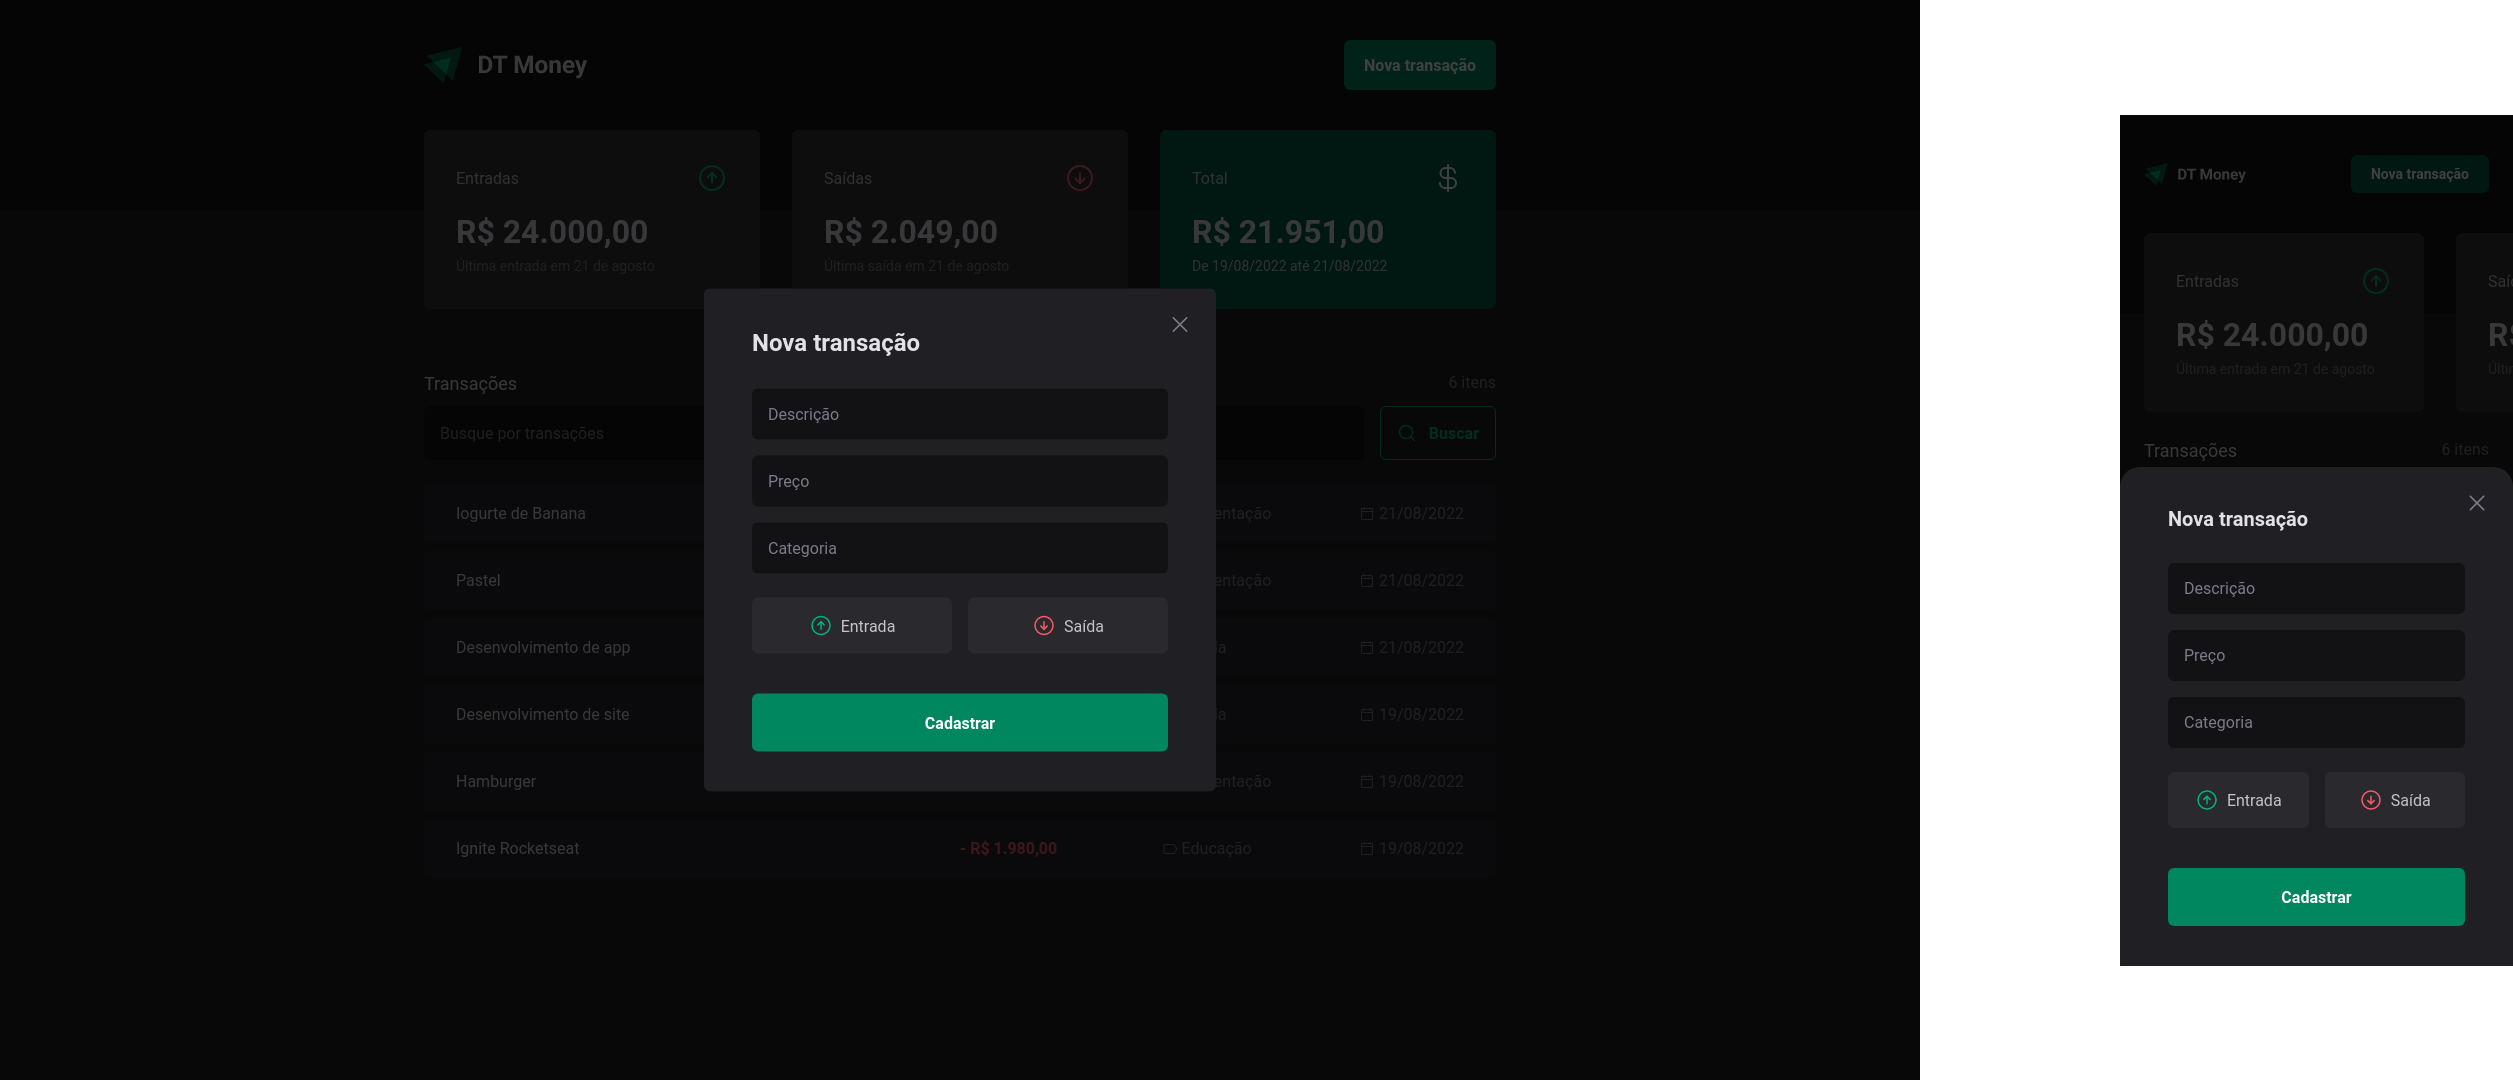 DT Money
Nova transação
Entradas
R$ 24.000,00
Última entrada em 21 de agosto
Saídas
R$ 2.049,00
Última saída em 21 de agosto
Total
R$ 21.951,00
De 19/08/2022 até 21/08/2022
Transações
6 itens
Busque por transações
Buscar
Iogurte de Banana
entação
21/08/2022
Pastel
entação
21/08/2022
Desenvolvimento de app
21/08/2022
Desenvolvimento de site
19/08/2022
Hamburger
entação
19/08/2022
Ignite Rocketseat
- R$ 1.980,00
Educação
19/08/2022
Nova transação
Descrição
Preço
Categoria
Entrada
Saída
Cadastrar
DT Money
Nova transação
Entradas
R$ 24.000,00
Última entrada em 21 de agosto
Saí
R$
Últi
Transações
6 itens
Nova transação
Descrição
Preço
Categoria
Entrada
Saída
Cadastrar